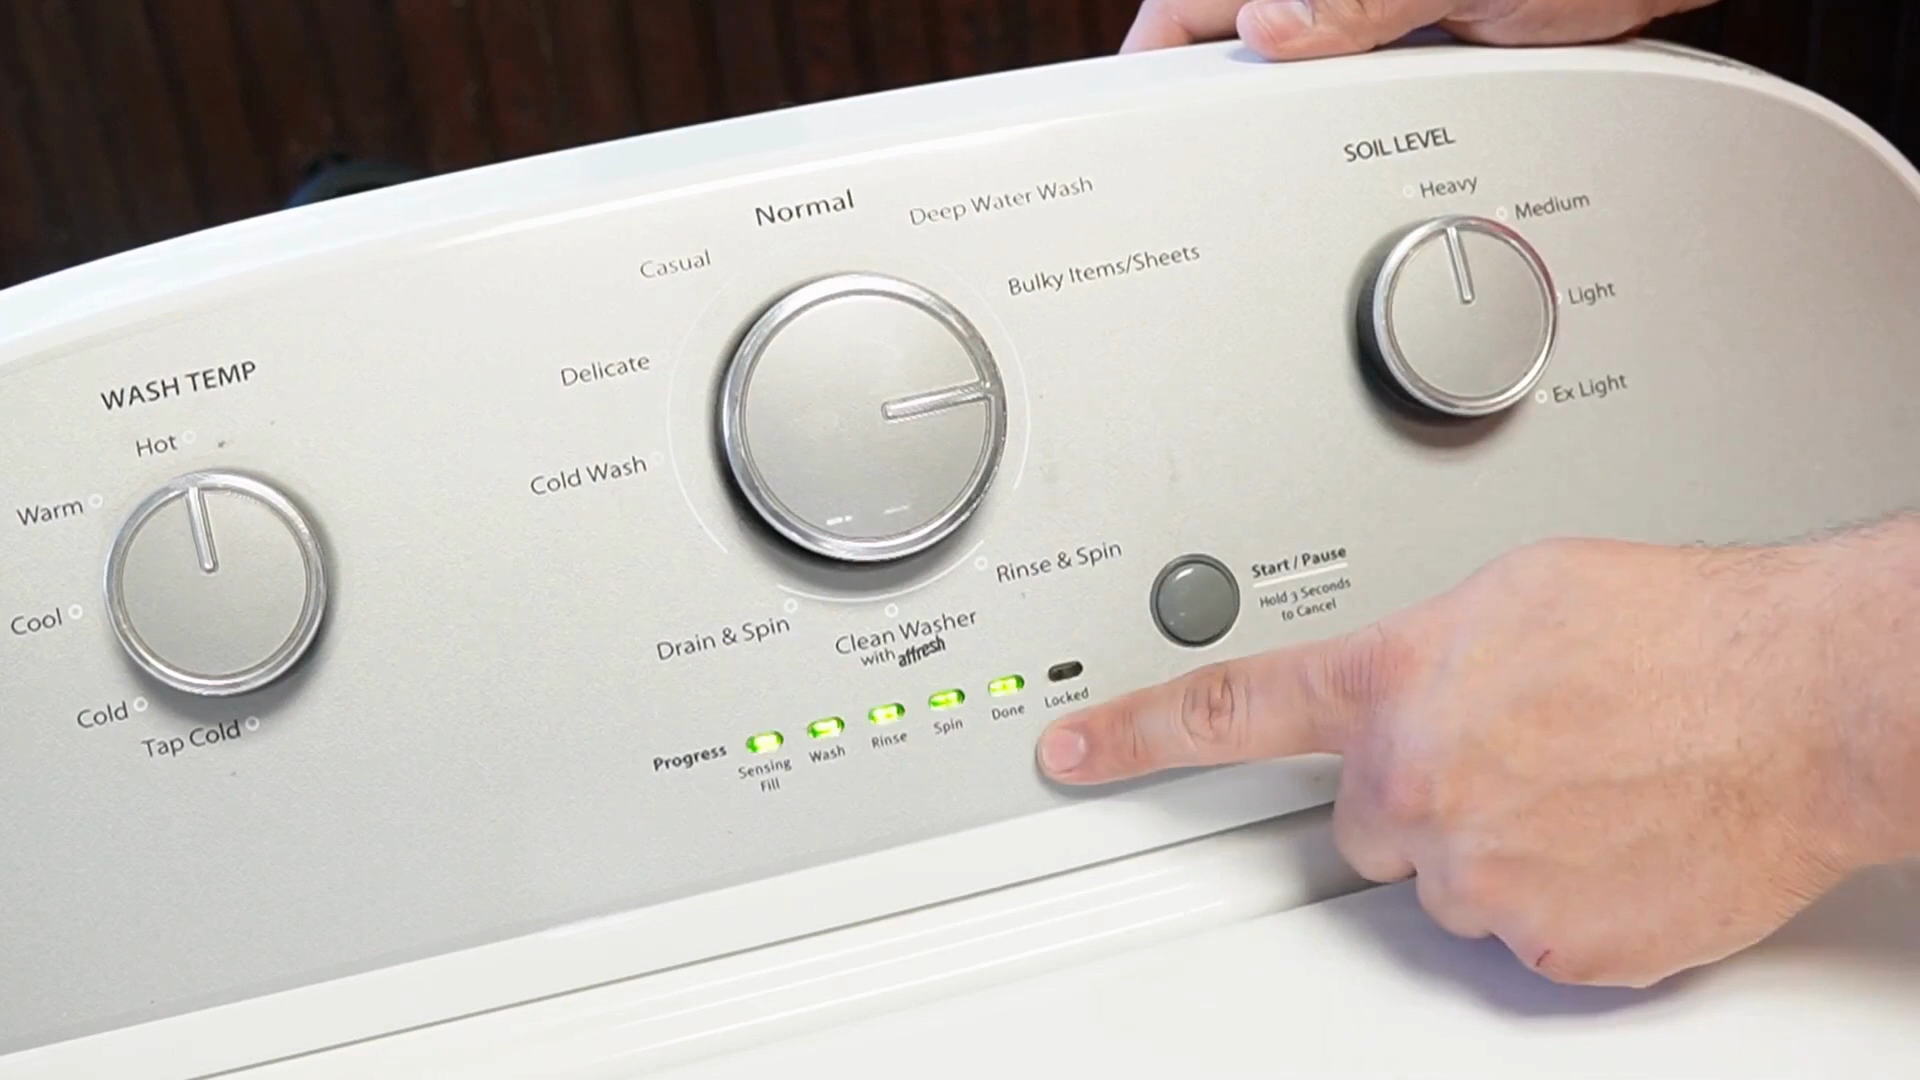 SOIL LEVEL
Heavy
Medium
Light
Ex Light
Normal
Deep Water Wash
Casual
Bulky Items/Sheets
Delicate
Cold Wash
Rinse & Spin
Clean Washer
with affresh
Drain & Spin
WASH TEMP
Hot
Warm
Cool
Cold
Tap Cold
Start / Pause
Hold 3 Seconds
to Cancel
Progress
Sensing
Fill
Wash
Rinse
Spin
Done
Locked